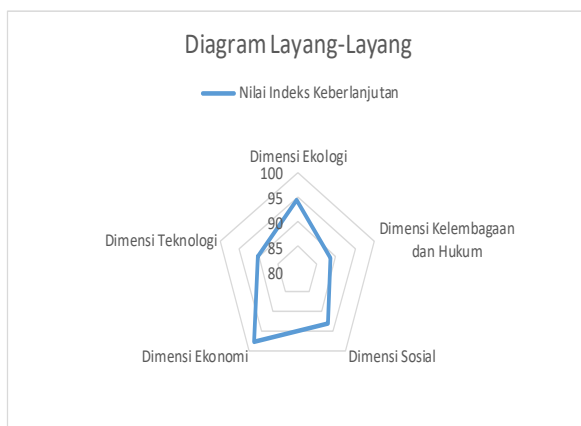 Diagram Layang-Layang
Nilai Indeks Keberlanjutan
Dimensi Ekologi
100
95
90
85
80
Dimensi Kelembagaan
dan Hukum
Dimensi Teknologi
Dimensi Ekonomi
Dimensi Sosial